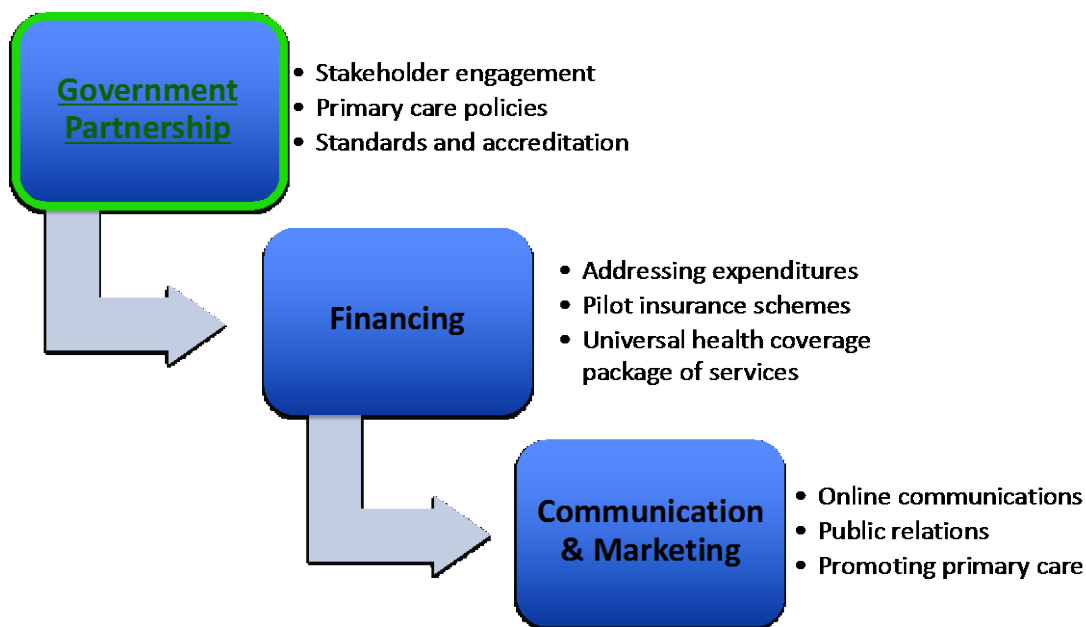 Government
Partnership
• Stakeholder engagement
• Primary care policies
• Standards and accreditation
Financing
• Addressing expenditures
• Pilot insurance schemes
• Universal health coverage
package of services
Communication
& Marketing
• Online communications
• Public relations
• Promoting primary care